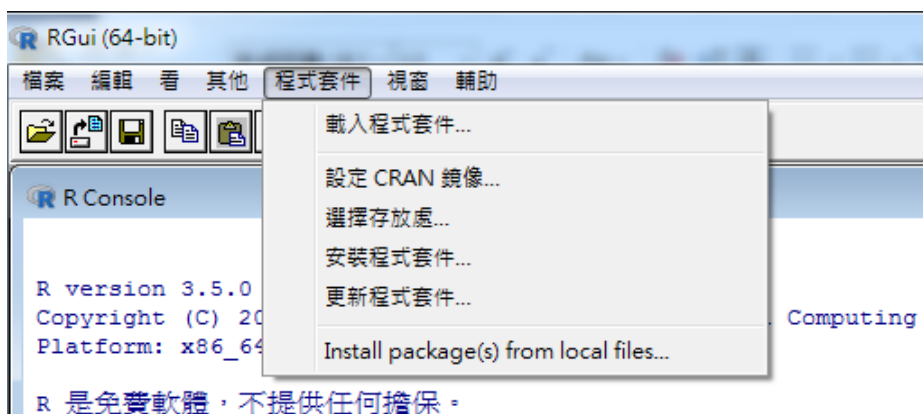 RGui (64-bit)
檔案 編輯 看 其他 程式套件 視窗 輔助
載入程式套件...
設定 CRAN 鏡像...
選擇存放處...
安裝程式套件...
更新程式套件...
Install package(s) from local files...
R Console
R version 3.5.0
Copyright (C) 20 Computing
Platform: x86_64
R 是免費軟體，不提供任何擔保。